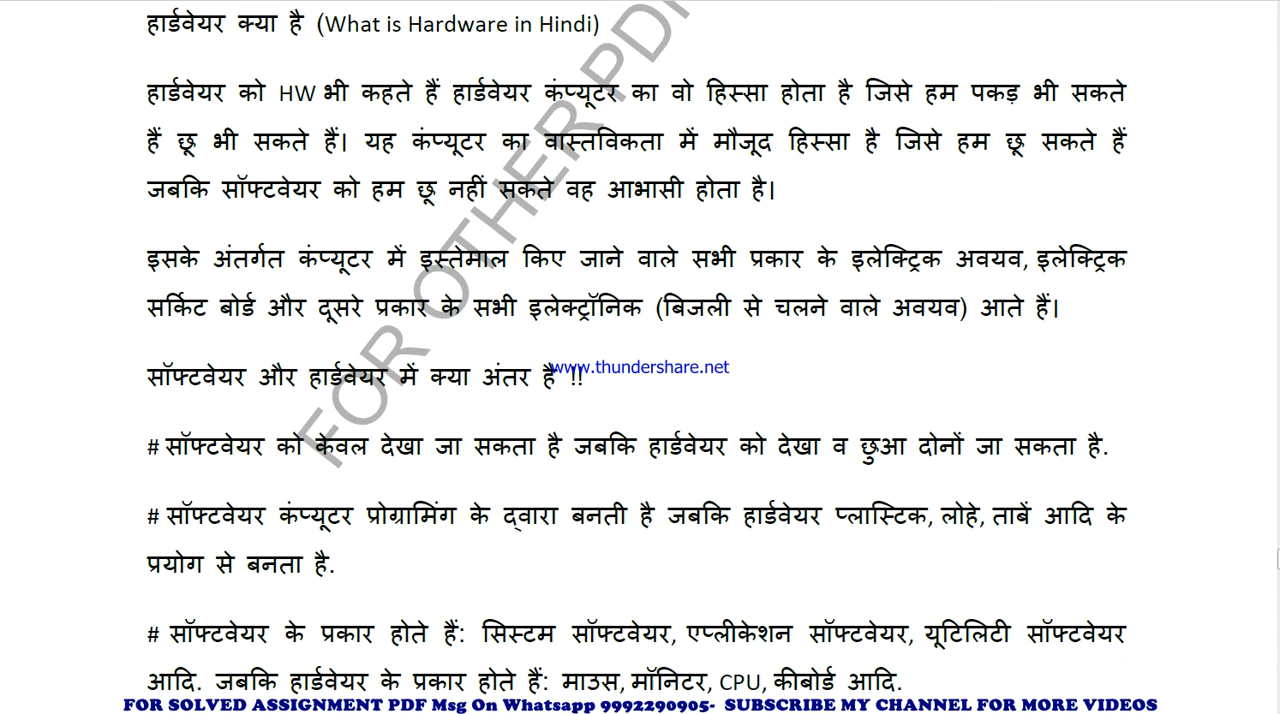 हार्डवेयर क्या है (What is Hardware in Hindi)
हार्डवेयर को HW भी कहते हैं हार्डवेयर कंप्यूटर का वो हिस्सा होता है जिसे हम पकड़ भी सकते
हैं छू भी सकते हैं। यह कंप्यूटर का वास्तविकता में मौजूद हिस्सा है जिसे हम छू सकते हैं
जबकि सॉफ्टवेयर को हम छू नहीं सकते वह आभासी होता है।
इसके अंतर्गत कंप्यूटर में इस्तेमाल किए जाने वाले सभी प्रकार के इलेक्ट्रिक अवयव, इलेक्ट्रिक
सर्किट बोर्ड और दूसरे प्रकार के सभी इलेक्ट्रॉनिक (बिजली से चलने वाले अवयव) आते हैं।
सॉफ्टवेयर और हार्डवेयर में क्या अंतर है !!
www.thundershare.net
# सॉफ्टवेयर को केवल देखा जा सकता है जबकि हार्डवेयर को देखा व छुआ दोनों जा सकता है.
# सॉफ्टवेयर कंप्यूटर प्रोग्रामिंग के द्वारा बनती है जबकि हार्डवेयर प्लास्टिक, लोहे, ताबें आदि के
प्रयोग से बनता है.
# सॉफ्टवेयर के प्रकार होते हैं: सिस्टम सॉफ्टवेयर, एप्लीकेशन सॉफ्टवेयर, यूटिलिटी सॉफ्टवेयर
आदि. जबकि हार्डवेयर के प्रकार होते हैं: माउस, मॉनिटर, CPU, कीबोर्ड आदि.
FOR OTHER PDF
FOR SOLVED ASSIGNMENT PDF Msg On Whatsapp 9992290905- SUBSCRIBE MY CHANNEL FOR MORE VIDEOS